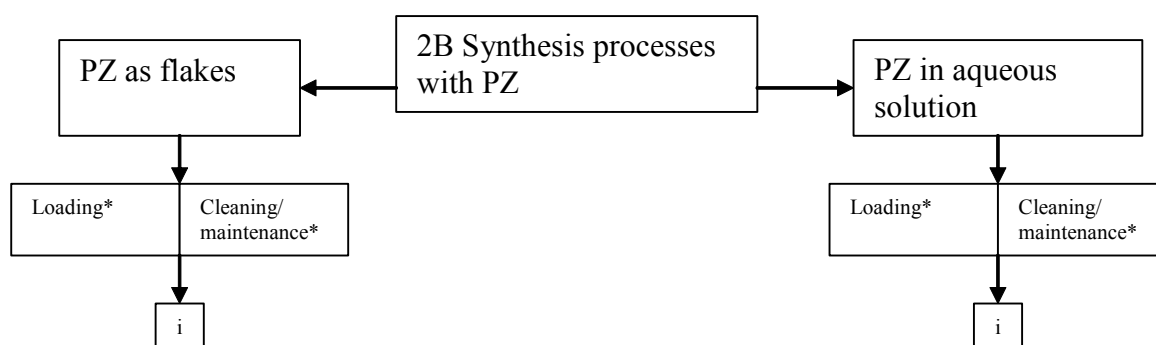 2B Synthesis processes
with PZ
PZ as flakes
PZ in aqueous
solution
Loading*
Cleaning/
maintenance*
Loading*
Cleaning/
maintenance*
i
i